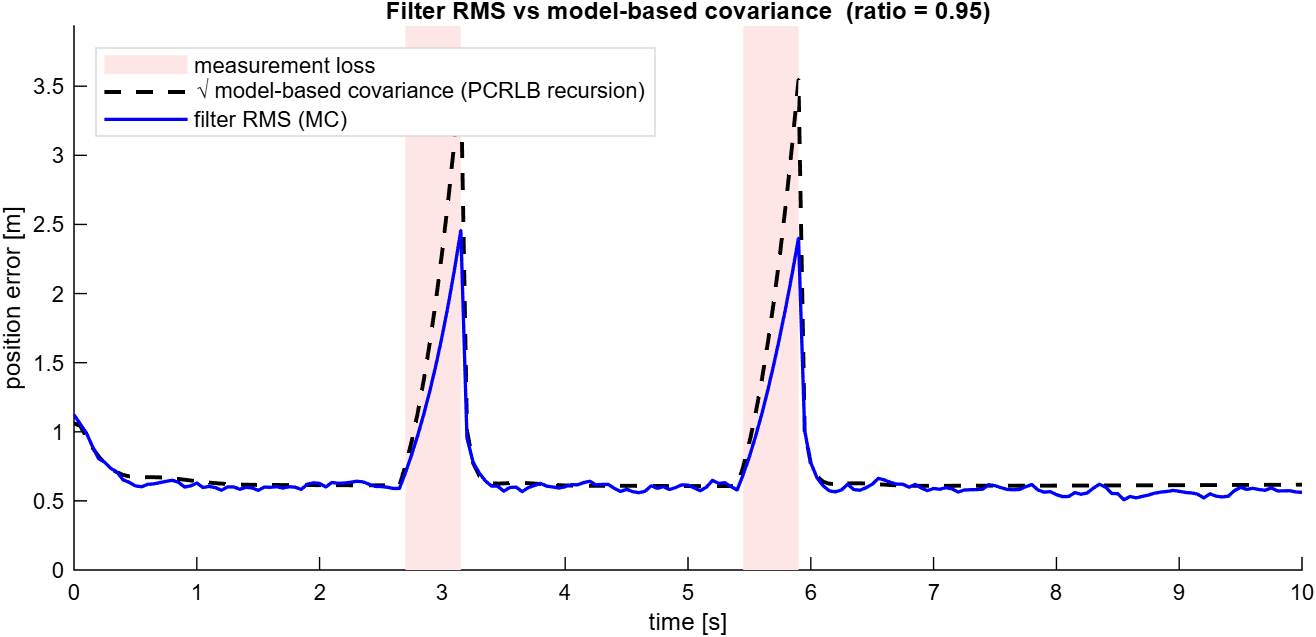 Filter RMS vs model-based covariance (ratio = 0.95)
measurement loss
√ model-based covariance (PCRLB recursion)
filter RMS (MC)
position error [m]
3.5
3
2.5
2
1.5
1
0.5
0
0 1 2 3 4 5 6 7 8 9 10
time [s]